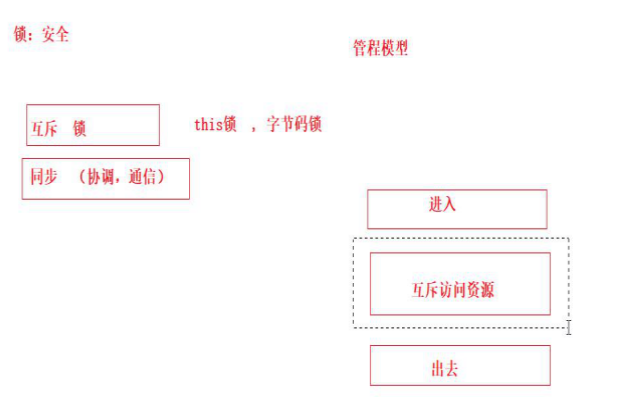 锁：安全
管程模型
互斥 锁
this锁 ，字节码锁
同步 （协调，通信）
进入
互斥访问资源
出去